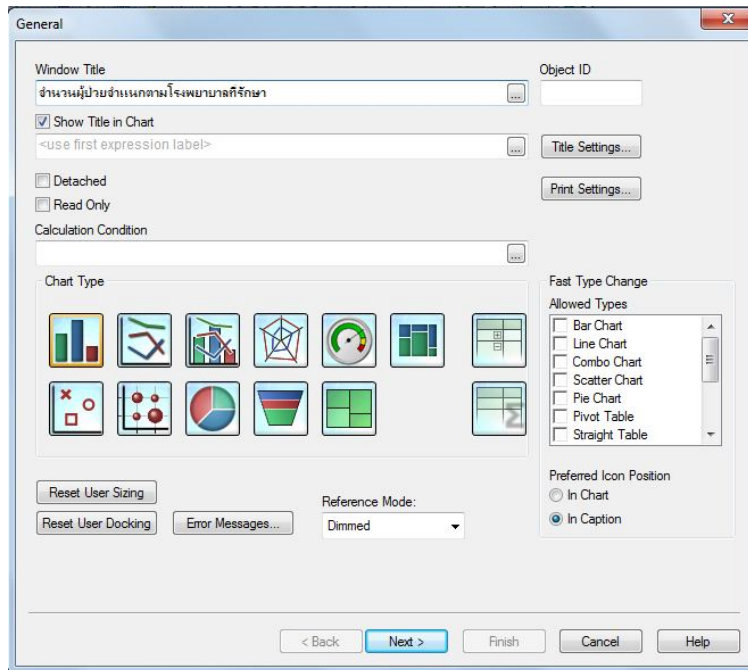 General
Window Title
Object ID
จำนวนผู้ป่วยจำแนกตามโรงพยาบาลที่รักษา
...
Show Title in Chart
<use first expression label>
...
Title Settings...
Detached
Print Settings...
Read Only
Calculation Condition
...
Chart Type
Fast Type Change
Allowed Types
Bar Chart
Line Chart
Combo Chart
Scatter Chart
Pie Chart
Pivot Table
Straight Table
Preferred Icon Position
In Chart
In Caption
Reset User Sizing
Reference Mode:
Reset User Docking
Error Messages...
Dimmed
< Back
Next >
Finish
Cancel
Help